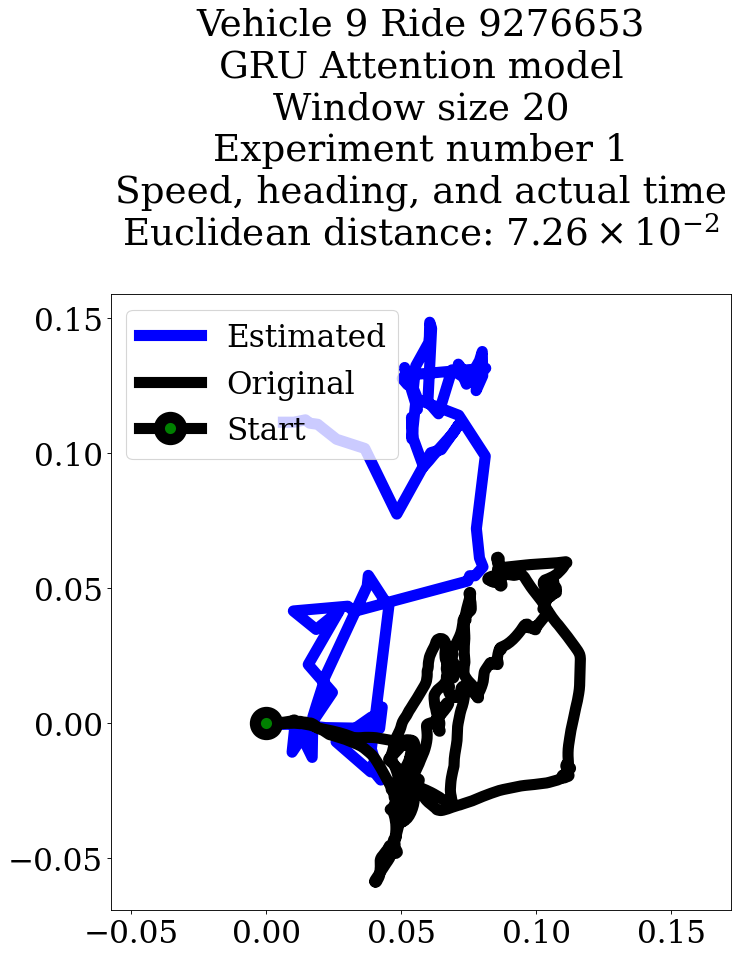 Vehicle 9 Ride 9276653
GRU Attention model
Window size 20
Experiment number 1
Speed, heading, and actual time
Euclidean distance: 7.26 × 10⁻²
0.15
0.10
0.05
0.00
−0.05
Estimated
Original
Start
−0.05 0.00 0.05 0.10 0.15